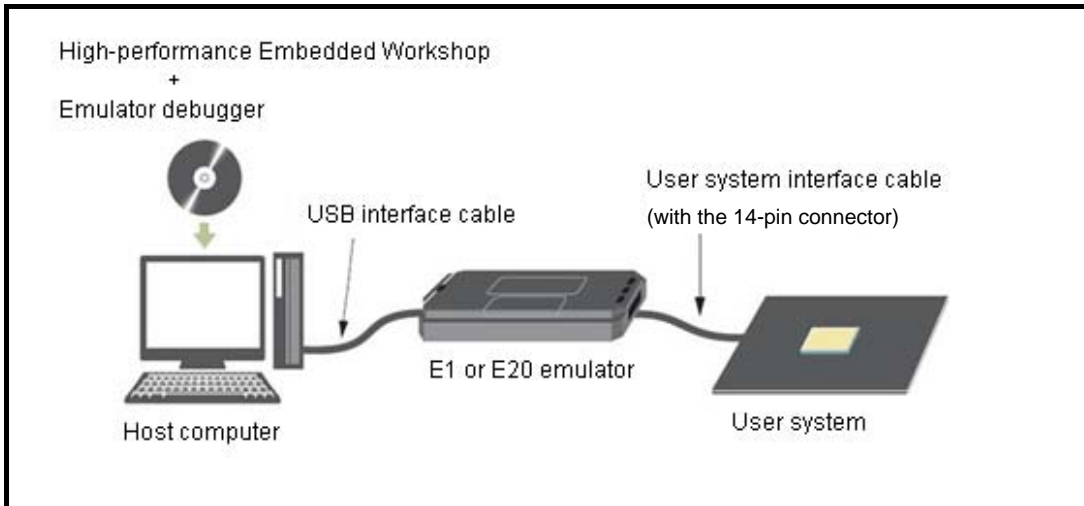 High-performance Embedded Workshop
+
Emulator debugger
User system interface cable
(with the 14-pin connector)
USB interface cable
E1 or E20 emulator
Host computer
User system